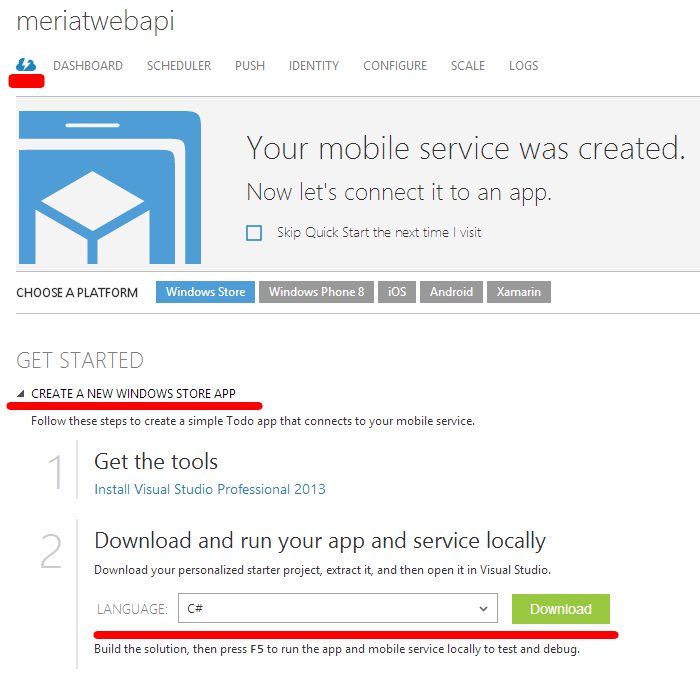 meriatwebapi
DASHBOARD SCHEDULER PUSH IDENTITY CONFIGURE SCALE LOGS
Your mobile service was created.
Now let's connect it to an app.
Skip Quick Start the next time I visit
CHOOSE A PLATFORM Windows Store Windows Phone 8 iOS Android Xamarin
GET STARTED
CREATE A NEW WINDOWS STORE APP
Follow these steps to create a simple Todo app that connects to your mobile service.
1 Get the tools
Install Visual Studio Professional 2013
2 Download and run your app and service locally
Download your personalized starter project, extract it, and then open it in Visual Studio.
LANGUAGE: C# Download
Build the solution, then press F5 to run the app and mobile service locally to test and debug.